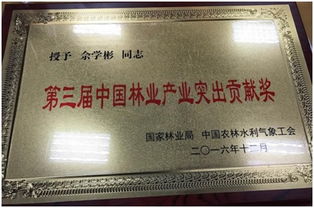 授予 余学彬 同志
第三届中国林业产业突出贡献奖
国家林业局 中国农林水利气象工会
二〇一六年十二月